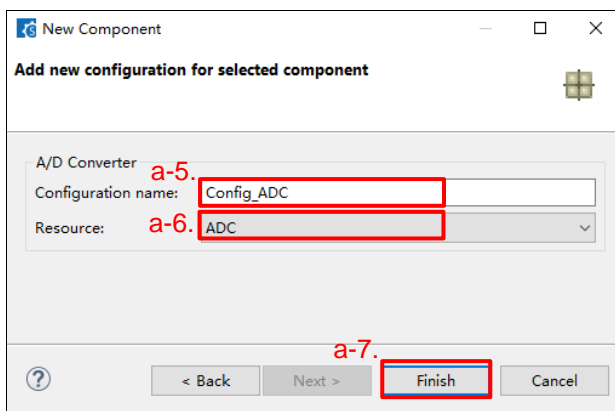 New Component
Add new configuration for selected component
A/D Converter
a-5.
Configuration name: Config_ADC
a-6.
Resource: ADC
a-7.
? < Back Next > Finish Cancel